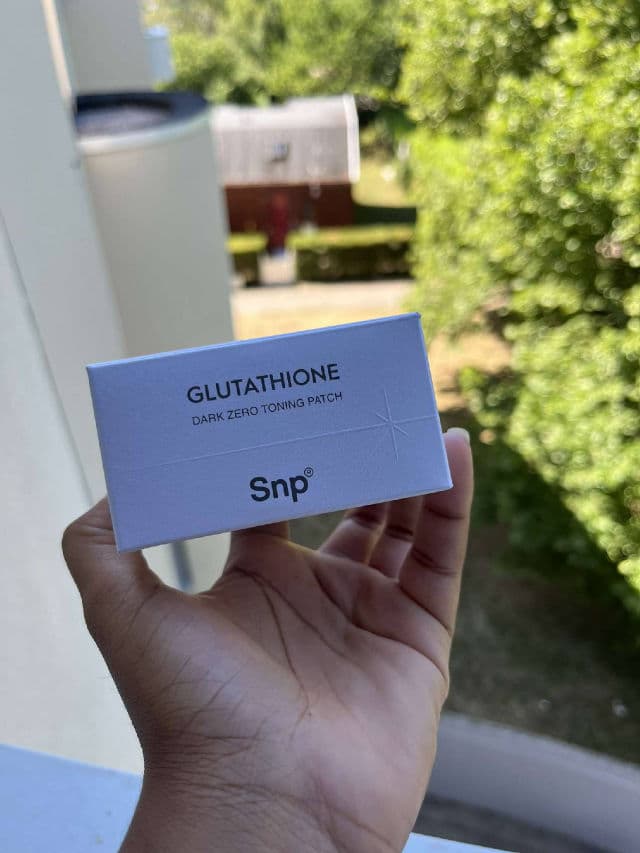 GLUTATHIONE
DARK ZERO TONING PATCH
Snp®